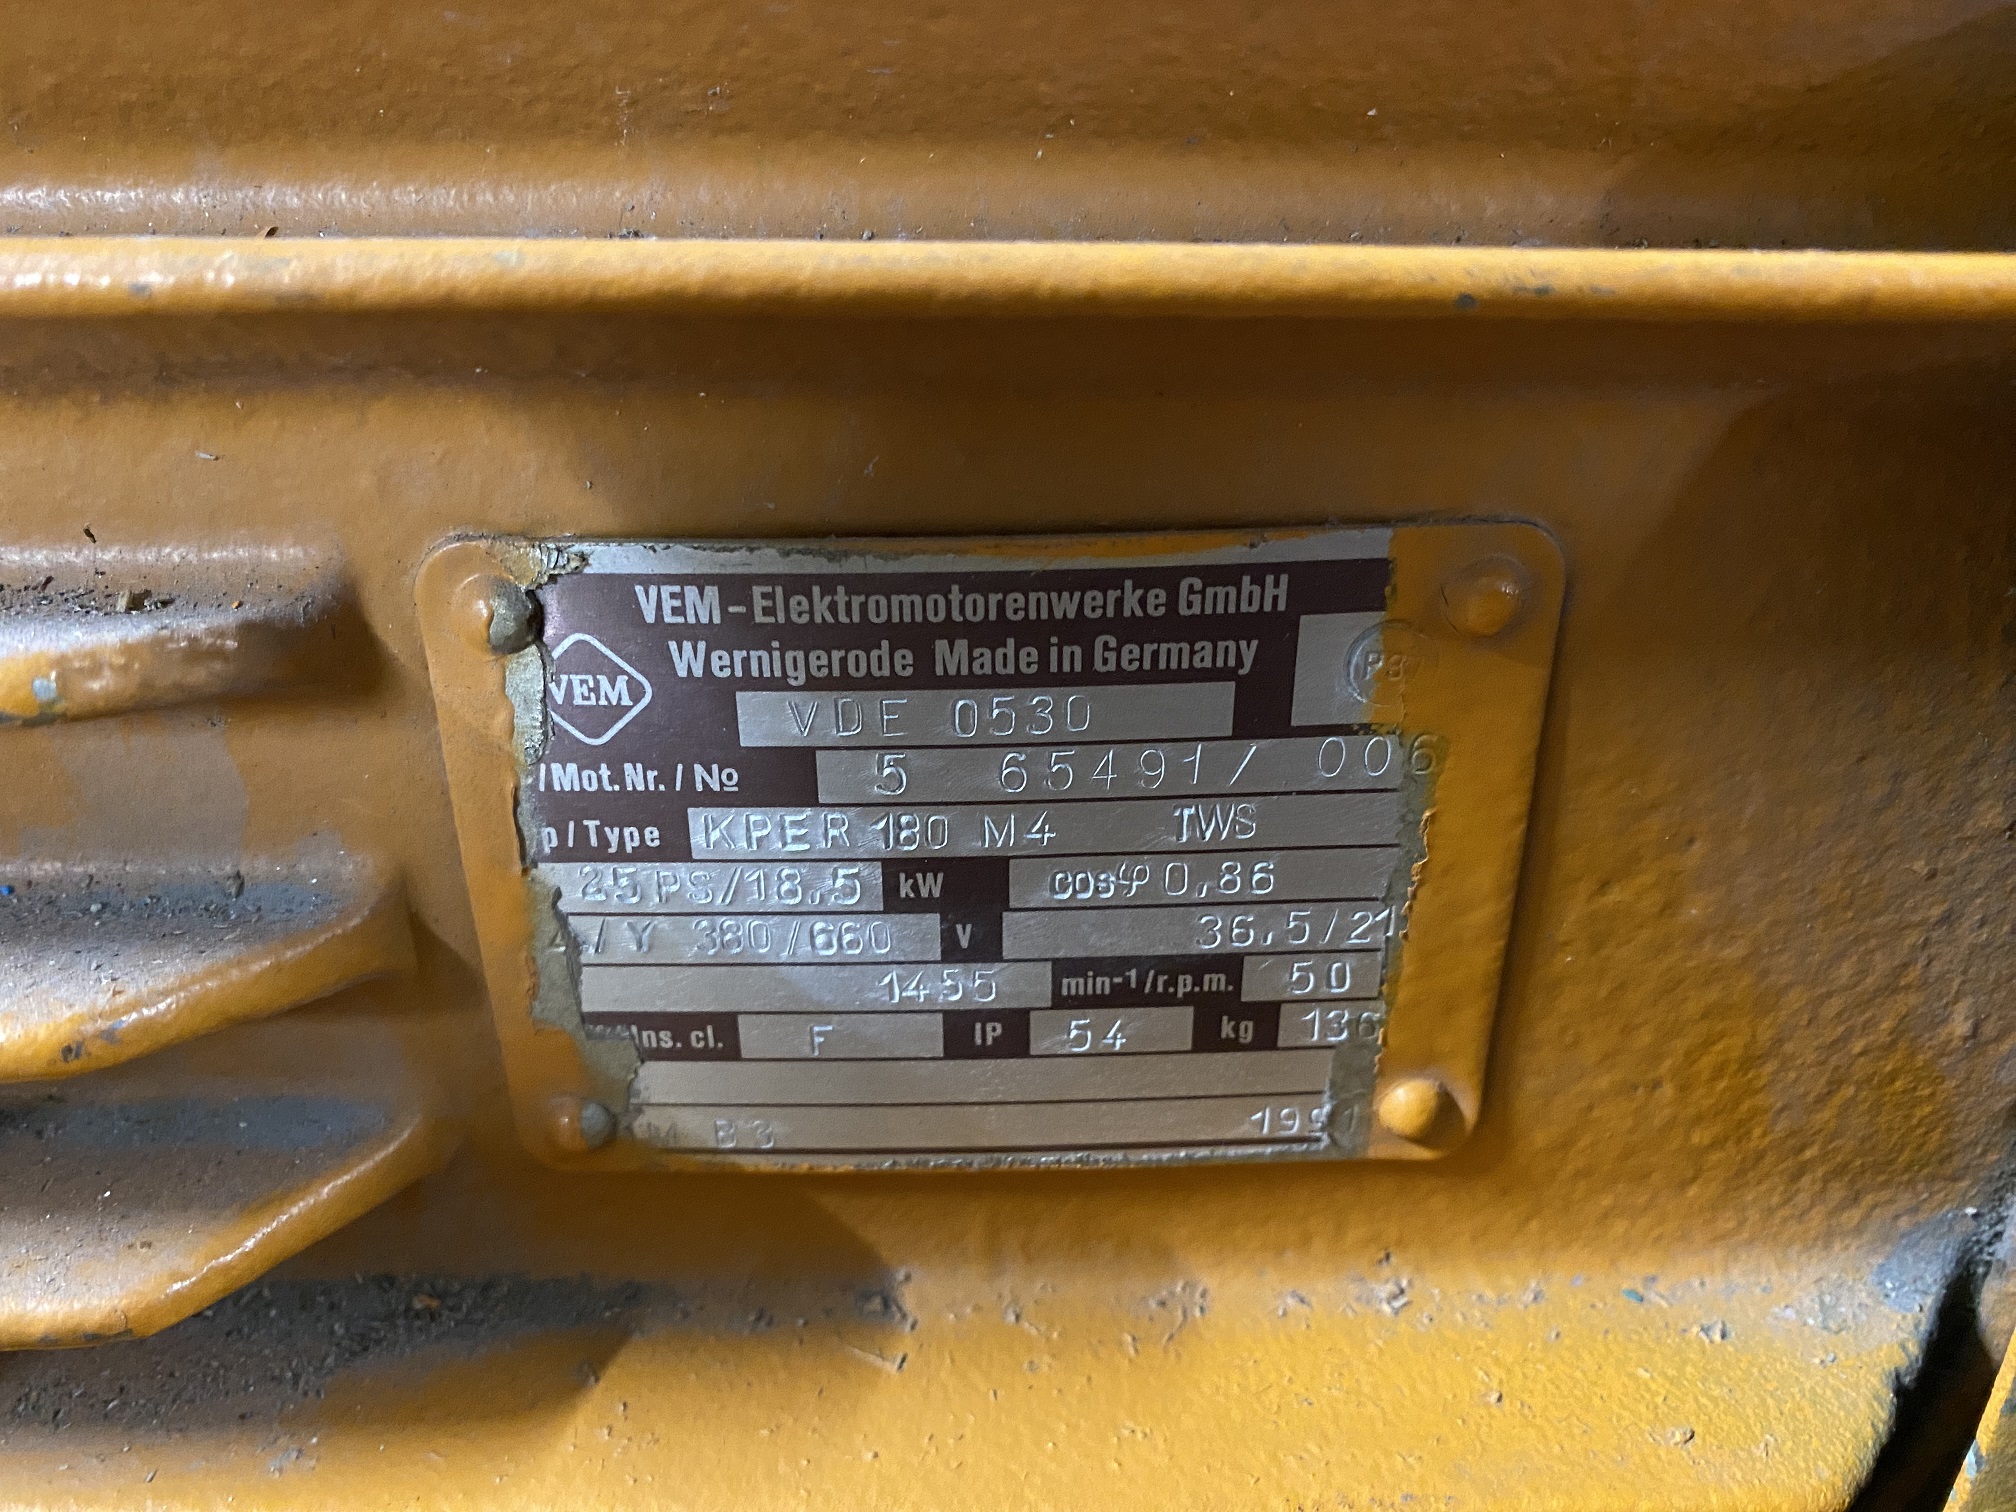 VEM-Elektromotorenwerke GmbH
Wernigerode Made in Germany
VEM
VDE 0530
/Mot.Nr./№ 5 65491/ 006
p/Type KPER 180 M4 TWS
25PS/18,5 kW cosφ 0,86
/Y 380/660 V 36,5/21
1455 min-1/r.p.m. 50
Ins. cl. F IP 54 kg 136
B3